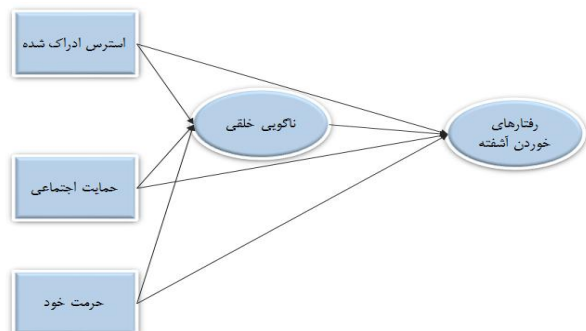 استرس ادراک شده
ناگویی خلقی
رفتارهای
خوردن آشفته
حمایت اجتماعی
حرمت خود